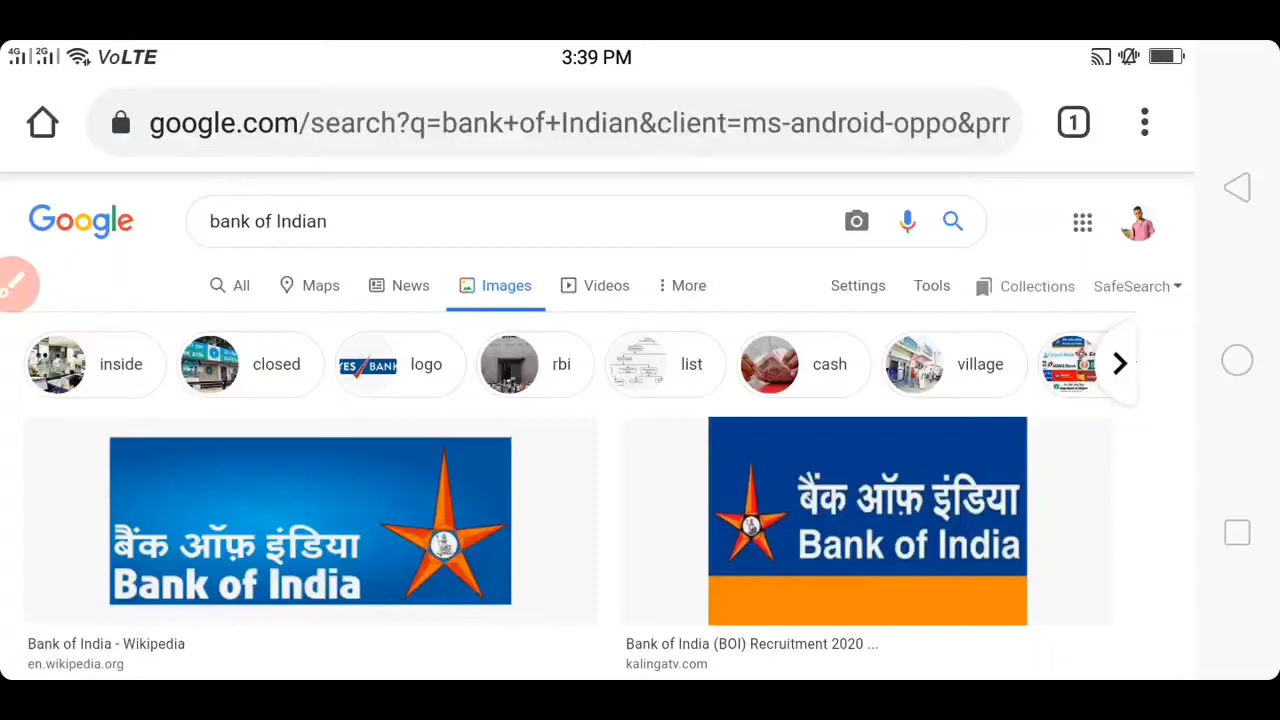 4G 2G VoLTE 3:39 PM
google.com/search?q=bank+of+Indian&client=ms-android-oppo&prr
1
Google bank of Indian
All Maps News Images Videos More Settings Tools Collections SafeSearch
inside closed YES BANK logo rbi list cash village
बैंक ऑफ़ इंडिया
Bank of India
बैंक ऑफ़ इंडिया
Bank of India
Bank of India - Wikipedia
en.wikipedia.org
Bank of India (BOI) Recruitment 2020 ...
kalingatv.com